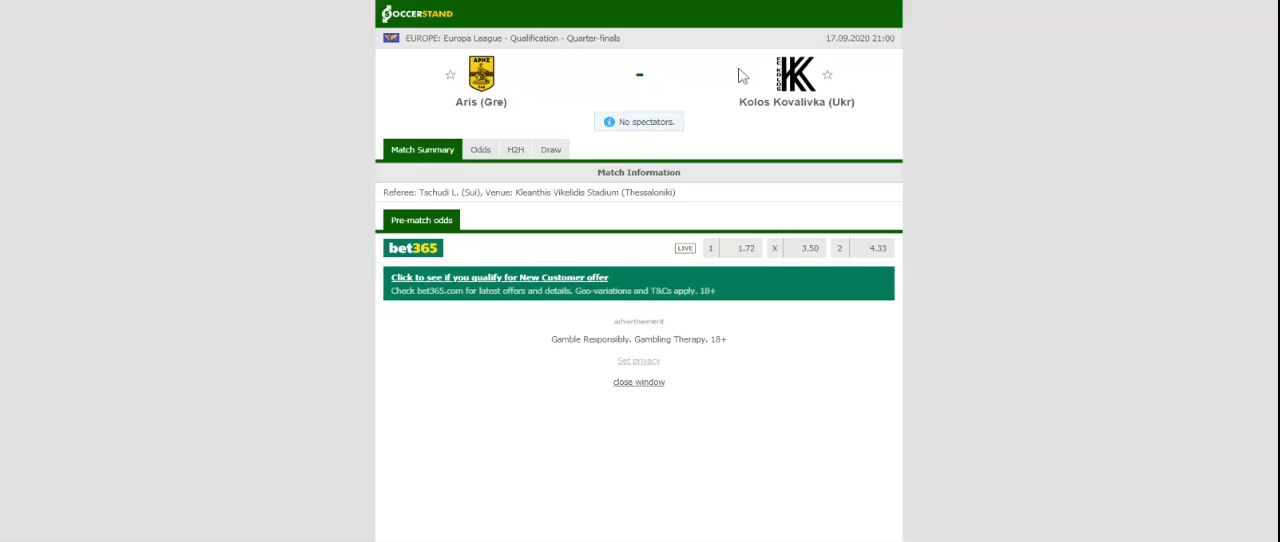 SOCCERSTAND
EUROPE: Europa League - Qualification - Quarter-finals 17.09.2020 21:00
ΑΡΗΣ
FC KOLOS
Aris (Gre) - Kolos Kovalivka (Ukr)
No spectators.
Match Summary Odds H2H Draw
Match Information
Referee: Tschudi L. (Sui), Venue: Kleanthis Vikelidis Stadium (Thessaloniki)
Pre-match odds
bet365 LIVE 1 1.72 X 3.50 2 4.33
Click to see if you qualify for New Customer offer
Check bet365.com for latest offers and details. Geo-variations and T&Cs apply. 18+
advertisement
Gamble Responsibly. Gambling Therapy. 18+
Set privacy
close window